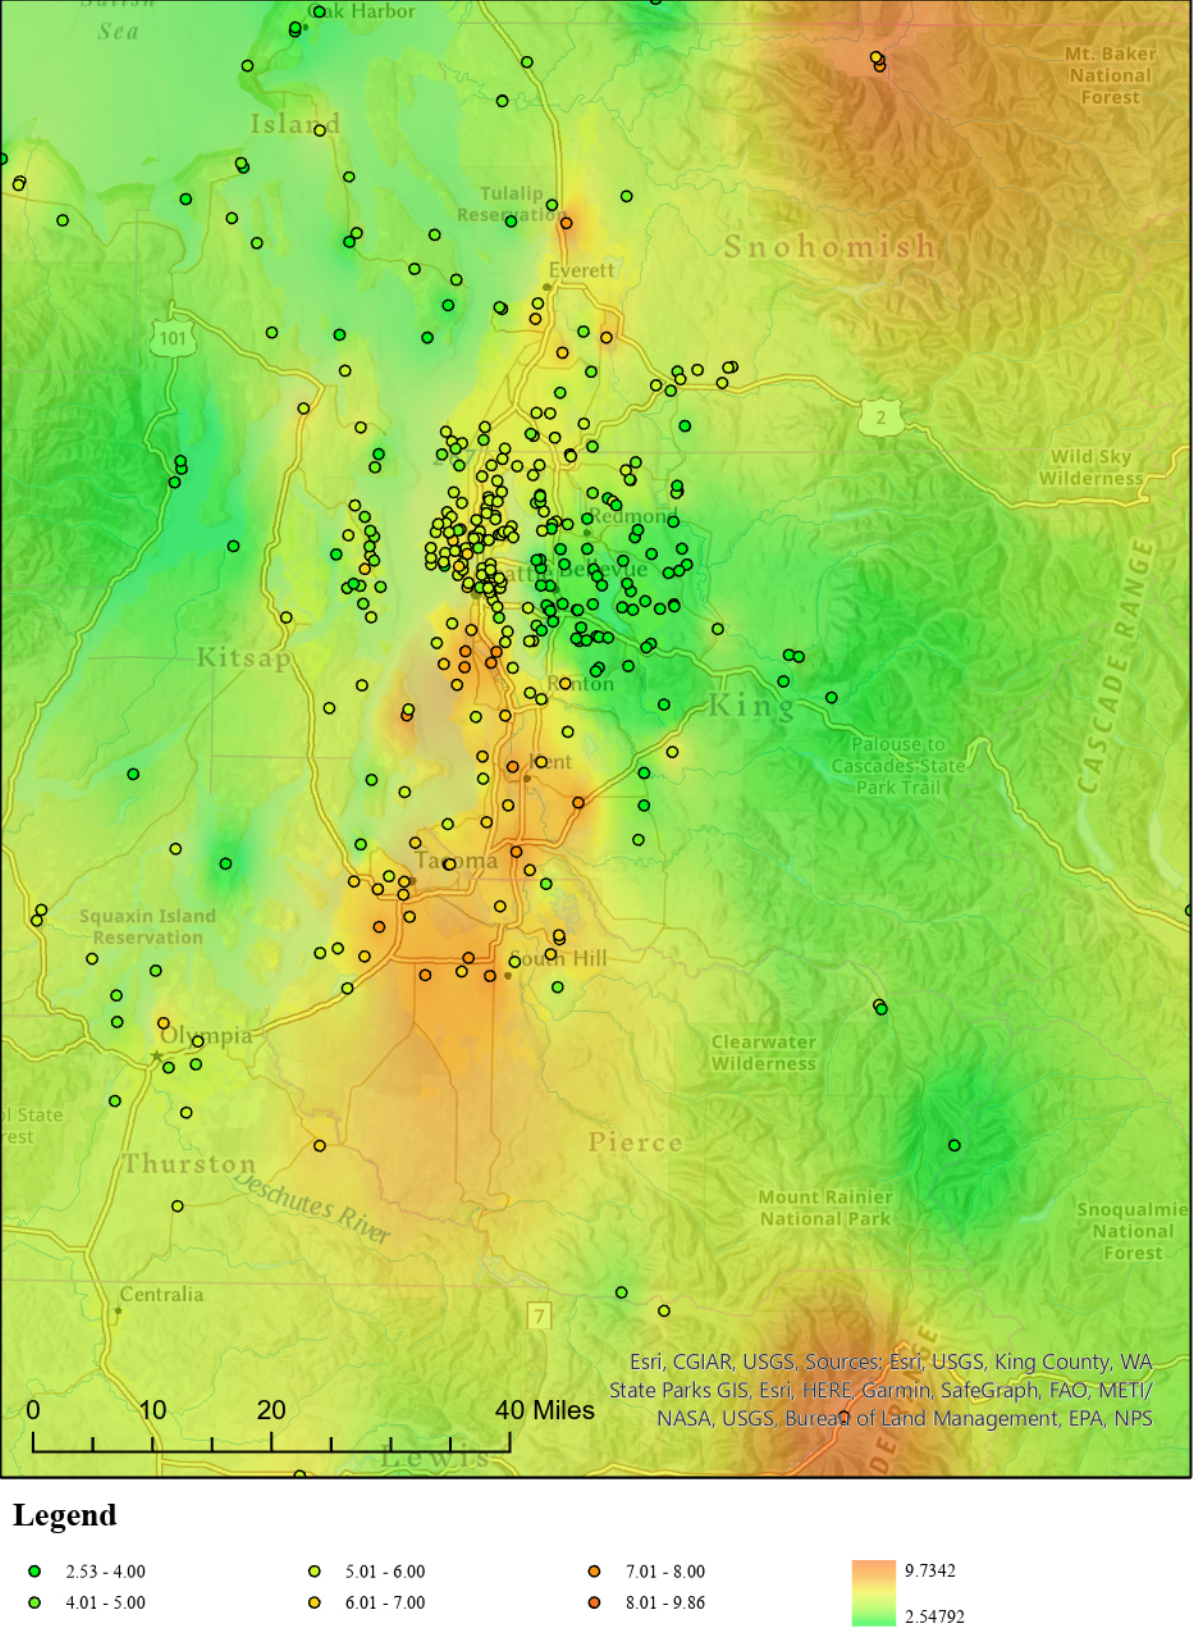 Salish
Sea
Oak Harbor
Mt. Baker
National
Forest
Island
Tulalip
Reservation
Snohomish
Everett
101
2
Wild Sky
Wilderness
Redmond
Seattle
Bellevue
Kitsap
Renton
King
CASCADE RANGE
Palouse to
Cascades State
Park Trail
Kent
Tacoma
Squaxin Island
Reservation
South Hill
Olympia
Clearwater
Wilderness
ol State
rest
Pierce
Thurston
Deschutes River
Mount Rainier
National Park
Snoqualmie
National
Forest
Centralia
7
Esri, CGIAR, USGS, Sources: Esri, USGS, King County, WA
State Parks GIS, Esri, HERE, Garmin, SafeGraph, FAO, METI/
NASA, USGS, Bureau of Land Management, EPA, NPS
0 10 20 40 Miles
Lewis
Legend
2.53 - 4.00 5.01 - 6.00 7.01 - 8.00 9.7342
4.01 - 5.00 6.01 - 7.00 8.01 - 9.86 2.54792